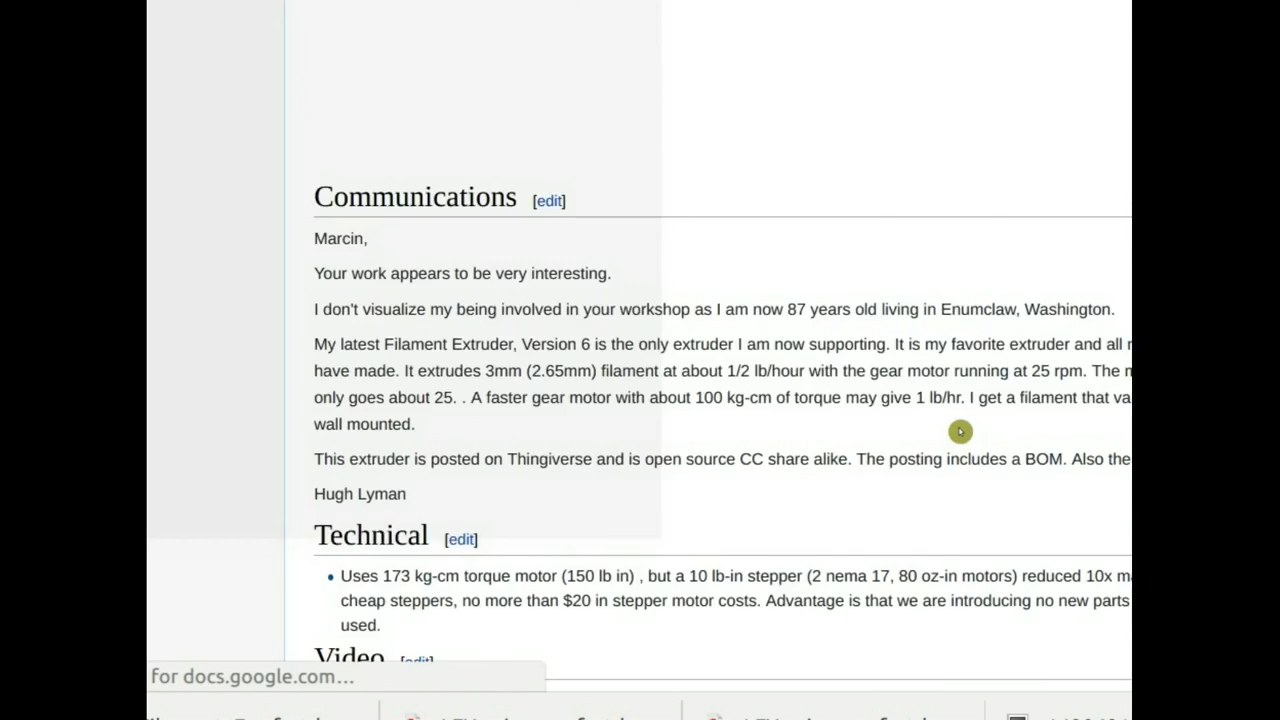 Communications [edit]
Marcin,
Your work appears to be very interesting.
I don't visualize my being involved in your workshop as I am now 87 years old living in Enumclaw, Washington.
My latest Filament Extruder, Version 6 is the only extruder I am now supporting. It is my favorite extruder and all
have made. It extrudes 3mm (2.65mm) filament at about 1/2 lb/hour with the gear motor running at 25 rpm. The
only goes about 25. . A faster gear motor with about 100 kg-cm of torque may give 1 lb/hr. I get a filament that
wall mounted.
This extruder is posted on Thingiverse and is open source CC share alike. The posting includes a BOM. Also the
Hugh Lyman
Technical [edit]
Uses 173 kg-cm torque motor (150 lb in) , but a 10 lb-in stepper (2 nema 17, 80 oz-in motors) reduced 10x
cheap steppers, no more than $20 in stepper motor costs. Advantage is that we are introducing no new parts
used.
Video [edit]
for docs.google.com...